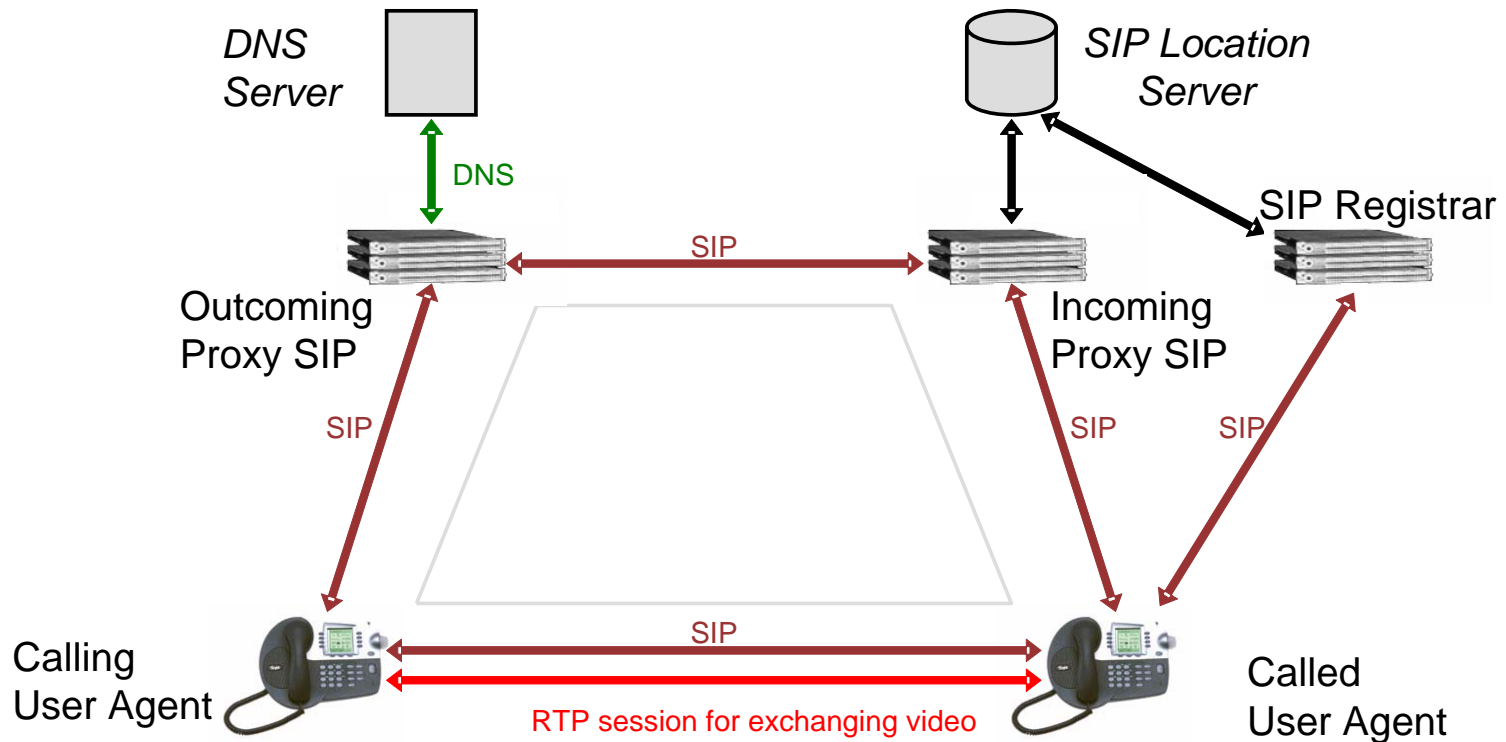 DNS
Server
SIP Location
Server
DNS
SIP Registrar
SIP
Outcoming
Proxy SIP
Incoming
Proxy SIP
SIP
SIP
SIP
SIP
Calling
User Agent
Called
User Agent
RTP session for exchanging video